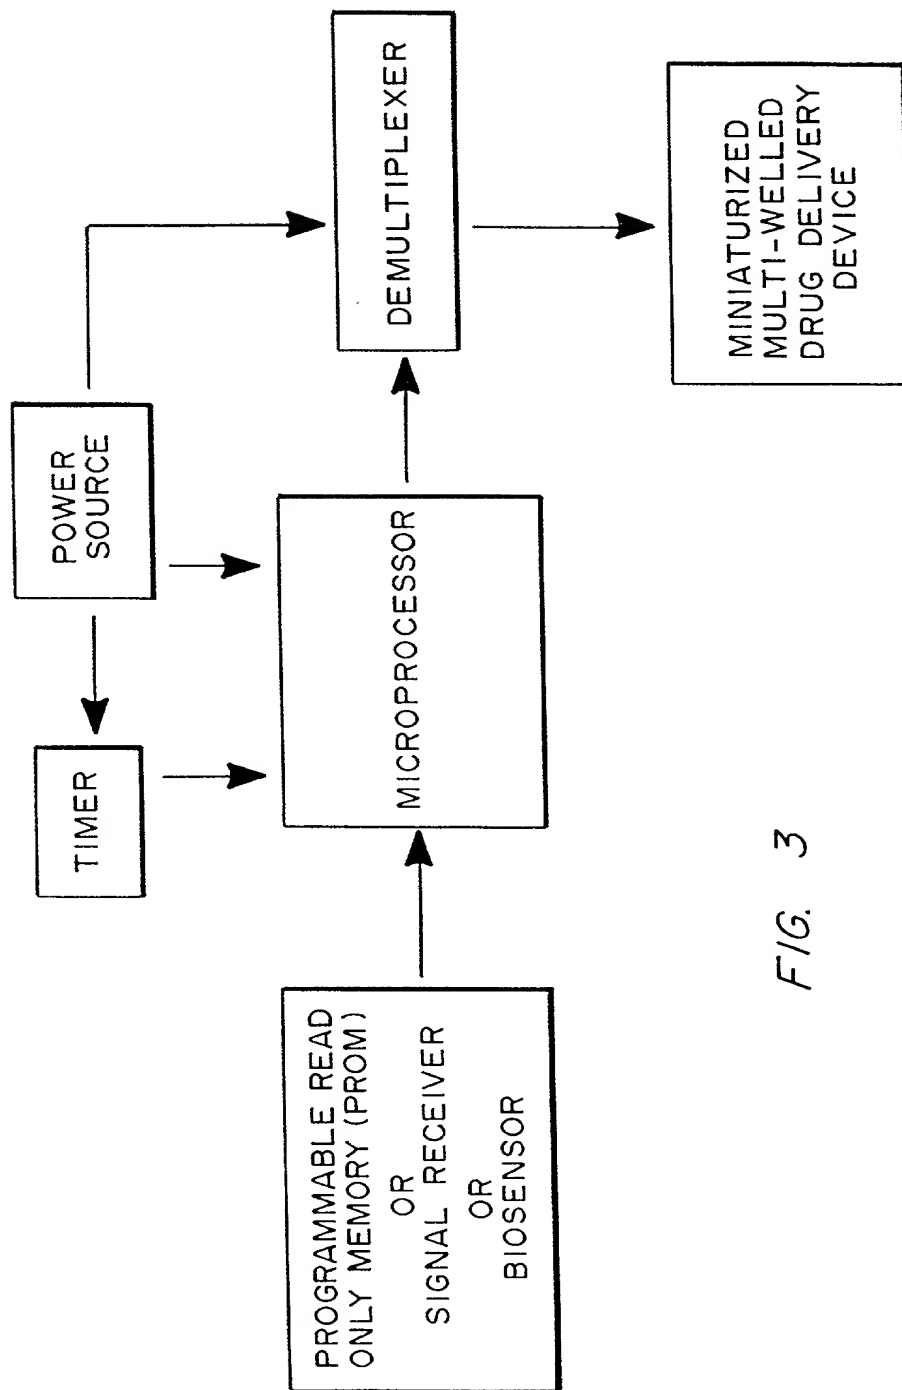 POWER
SOURCE
TIMER
DEMULTIPLEXER
MICROPROCESSOR
PROGRAMMABLE READ
ONLY MEMORY (PROM)
OR
SIGNAL RECEIVER
OR
BIOSENSOR
MINIATURIZED
MULTI-WELLED
DRUG DELIVERY
DEVICE
FIG. 3